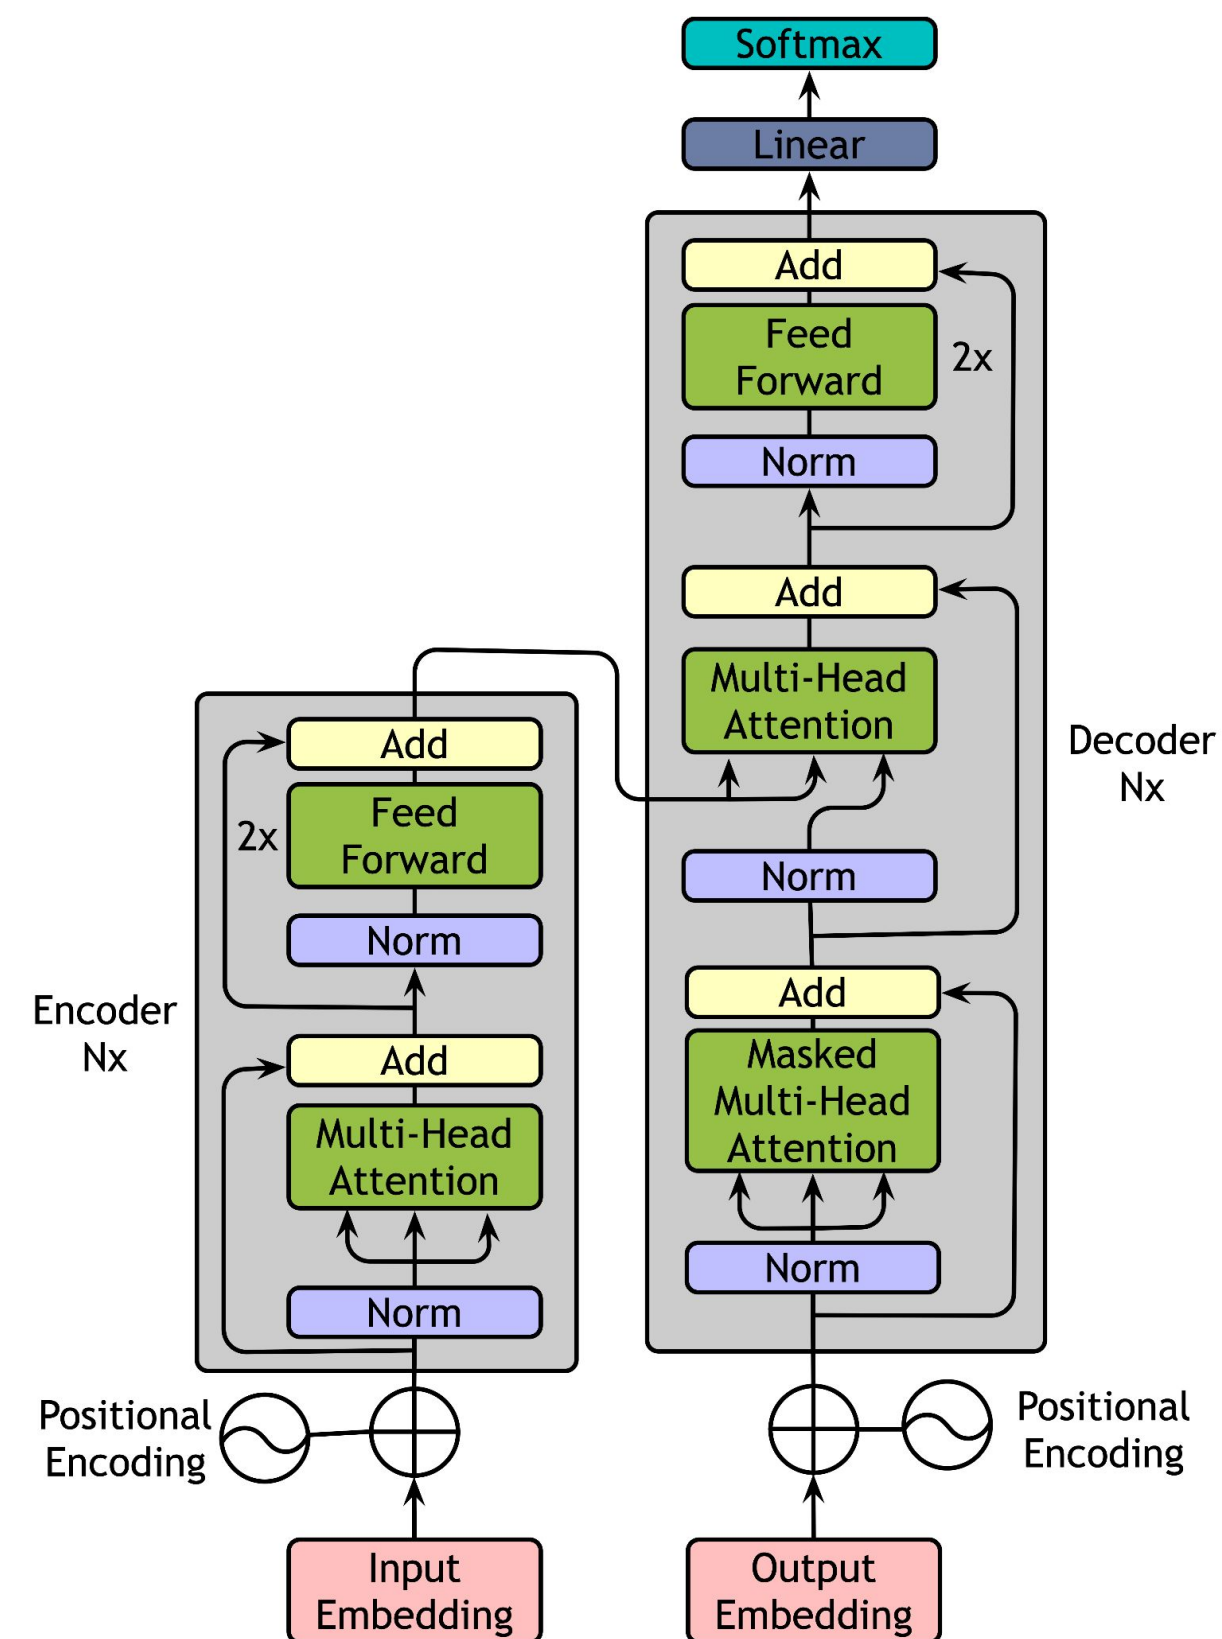 Softmax
Linear
Add
Feed
Forward
2x
Norm
Add
Multi-Head
Attention
Decoder
Nx
Norm
Add
Masked
Multi-Head
Attention
Norm
Positional
Encoding
Output
Embedding
Add
Feed
Forward
2x
Norm
Encoder
Nx
Add
Multi-Head
Attention
Norm
Positional
Encoding
Input
Embedding